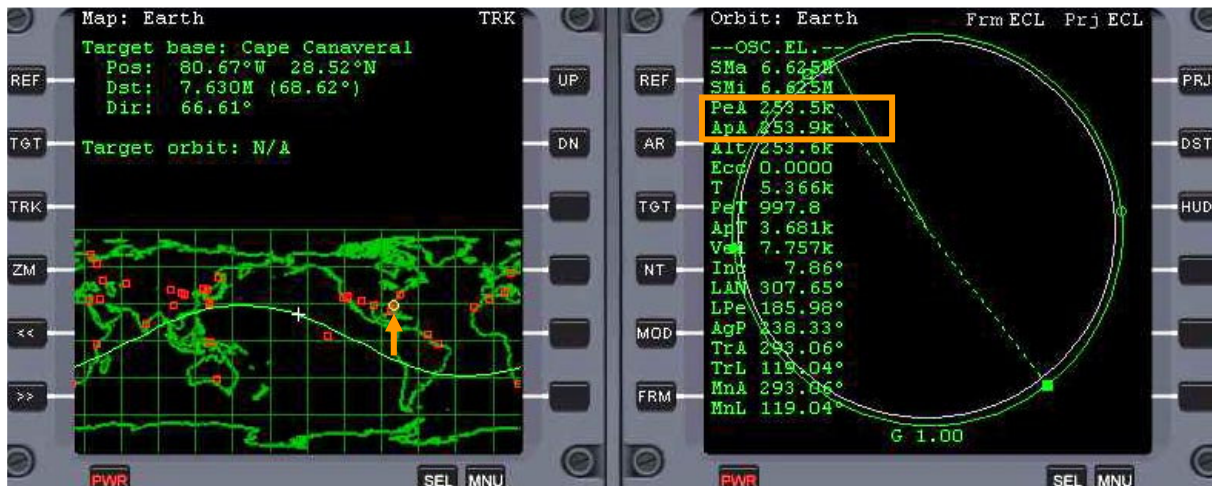 Map: Earth TRK
Target base: Cape Canaveral
Pos: 80.67°W 28.52°N
Dst: 7.630M (68.62°)
Dir: 66.61°
Target orbit: N/A
REF
TGT
TRK
ZM
<<
>>
UP
DN
PWR
SEL
MNU
Orbit: Earth Frm ECL Prj ECL
--OSC.EL.--
SMa 6.625M
SMi 6.625M
PeA 253.5k
ApA 253.9k
Alt 253.6k
Ecc 0.0000
T 5.366k
PeT 997.8
ApT 3.681k
Vel 7.757k
Inc 7.86°
LAN 307.65°
LPe 185.98°
AgP 238.33°
TrA 293.06°
TrL 119.04°
MnA 293.06°
MnL 119.04°
G 1.00
REF
AR
TGT
NT
MOD
FRM
PRJ
DST
HUD
PWR
SEL
MNU